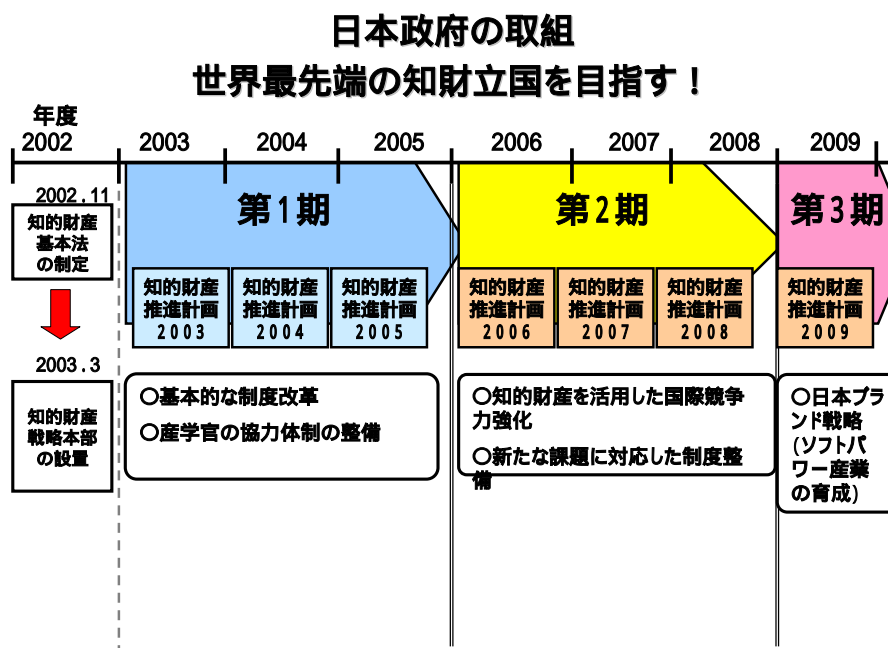 日本政府の取組
世界最先端の知財立国を目指す！
年度
2002 2003 2004 2005 2006 2007 2008 2009
2002.11
知的財産
基本法
の制定
2003.3
知的財産
戦略本部
の設置
第1期
知的財産
推進計画
2003
知的財産
推進計画
2004
知的財産
推進計画
2005
○基本的な制度改革
○産学官の協力体制の整備
第2期
知的財産
推進計画
2006
知的財産
推進計画
2007
知的財産
推進計画
2008
○知的財産を活用した国際競争
力強化
○新たな課題に対応した制度整
備
第3期
知的財産
推進計画
2009
○日本ブラ
ンド戦略
(ソフトパ
ワー産業
の育成)